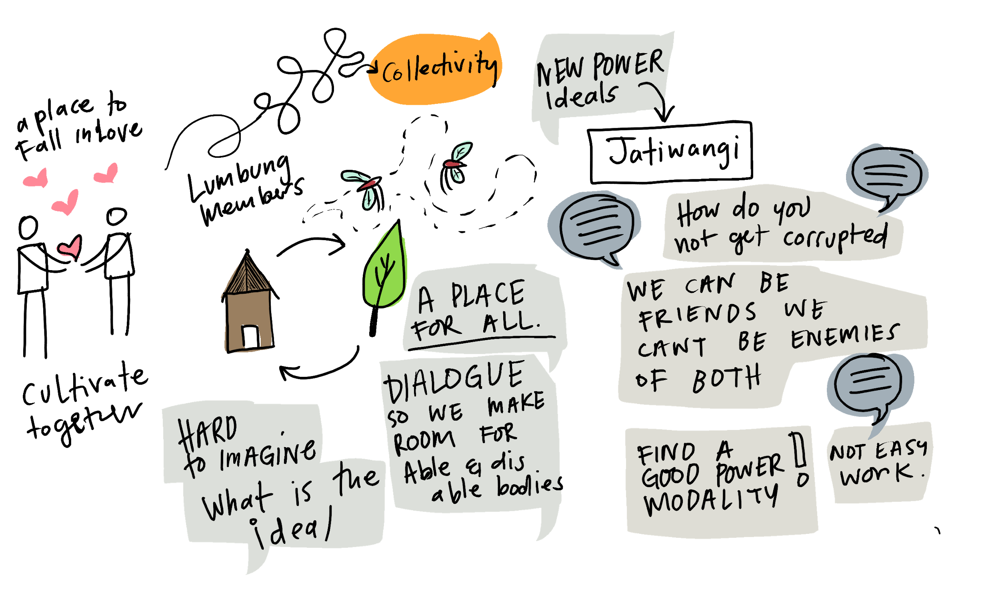 a place to
Fall in Love
Cultivate
together
Lumbung
Members
Collectivity
NEW POWER
Ideals
Jatiwangi
How do you
not get corrupted
WE CAN BE
FRIENDS WE
CANT BE ENEMIES
OF BOTH
A PLACE
FOR ALL.
DIALOGUE
SO WE MAKE
ROOM FOR
Able & dis
able bodies
HARD
to IMAGINE
What is the
ideal
FIND A
GOOD POWER
MODALITY !
NOT EASY
WORK.